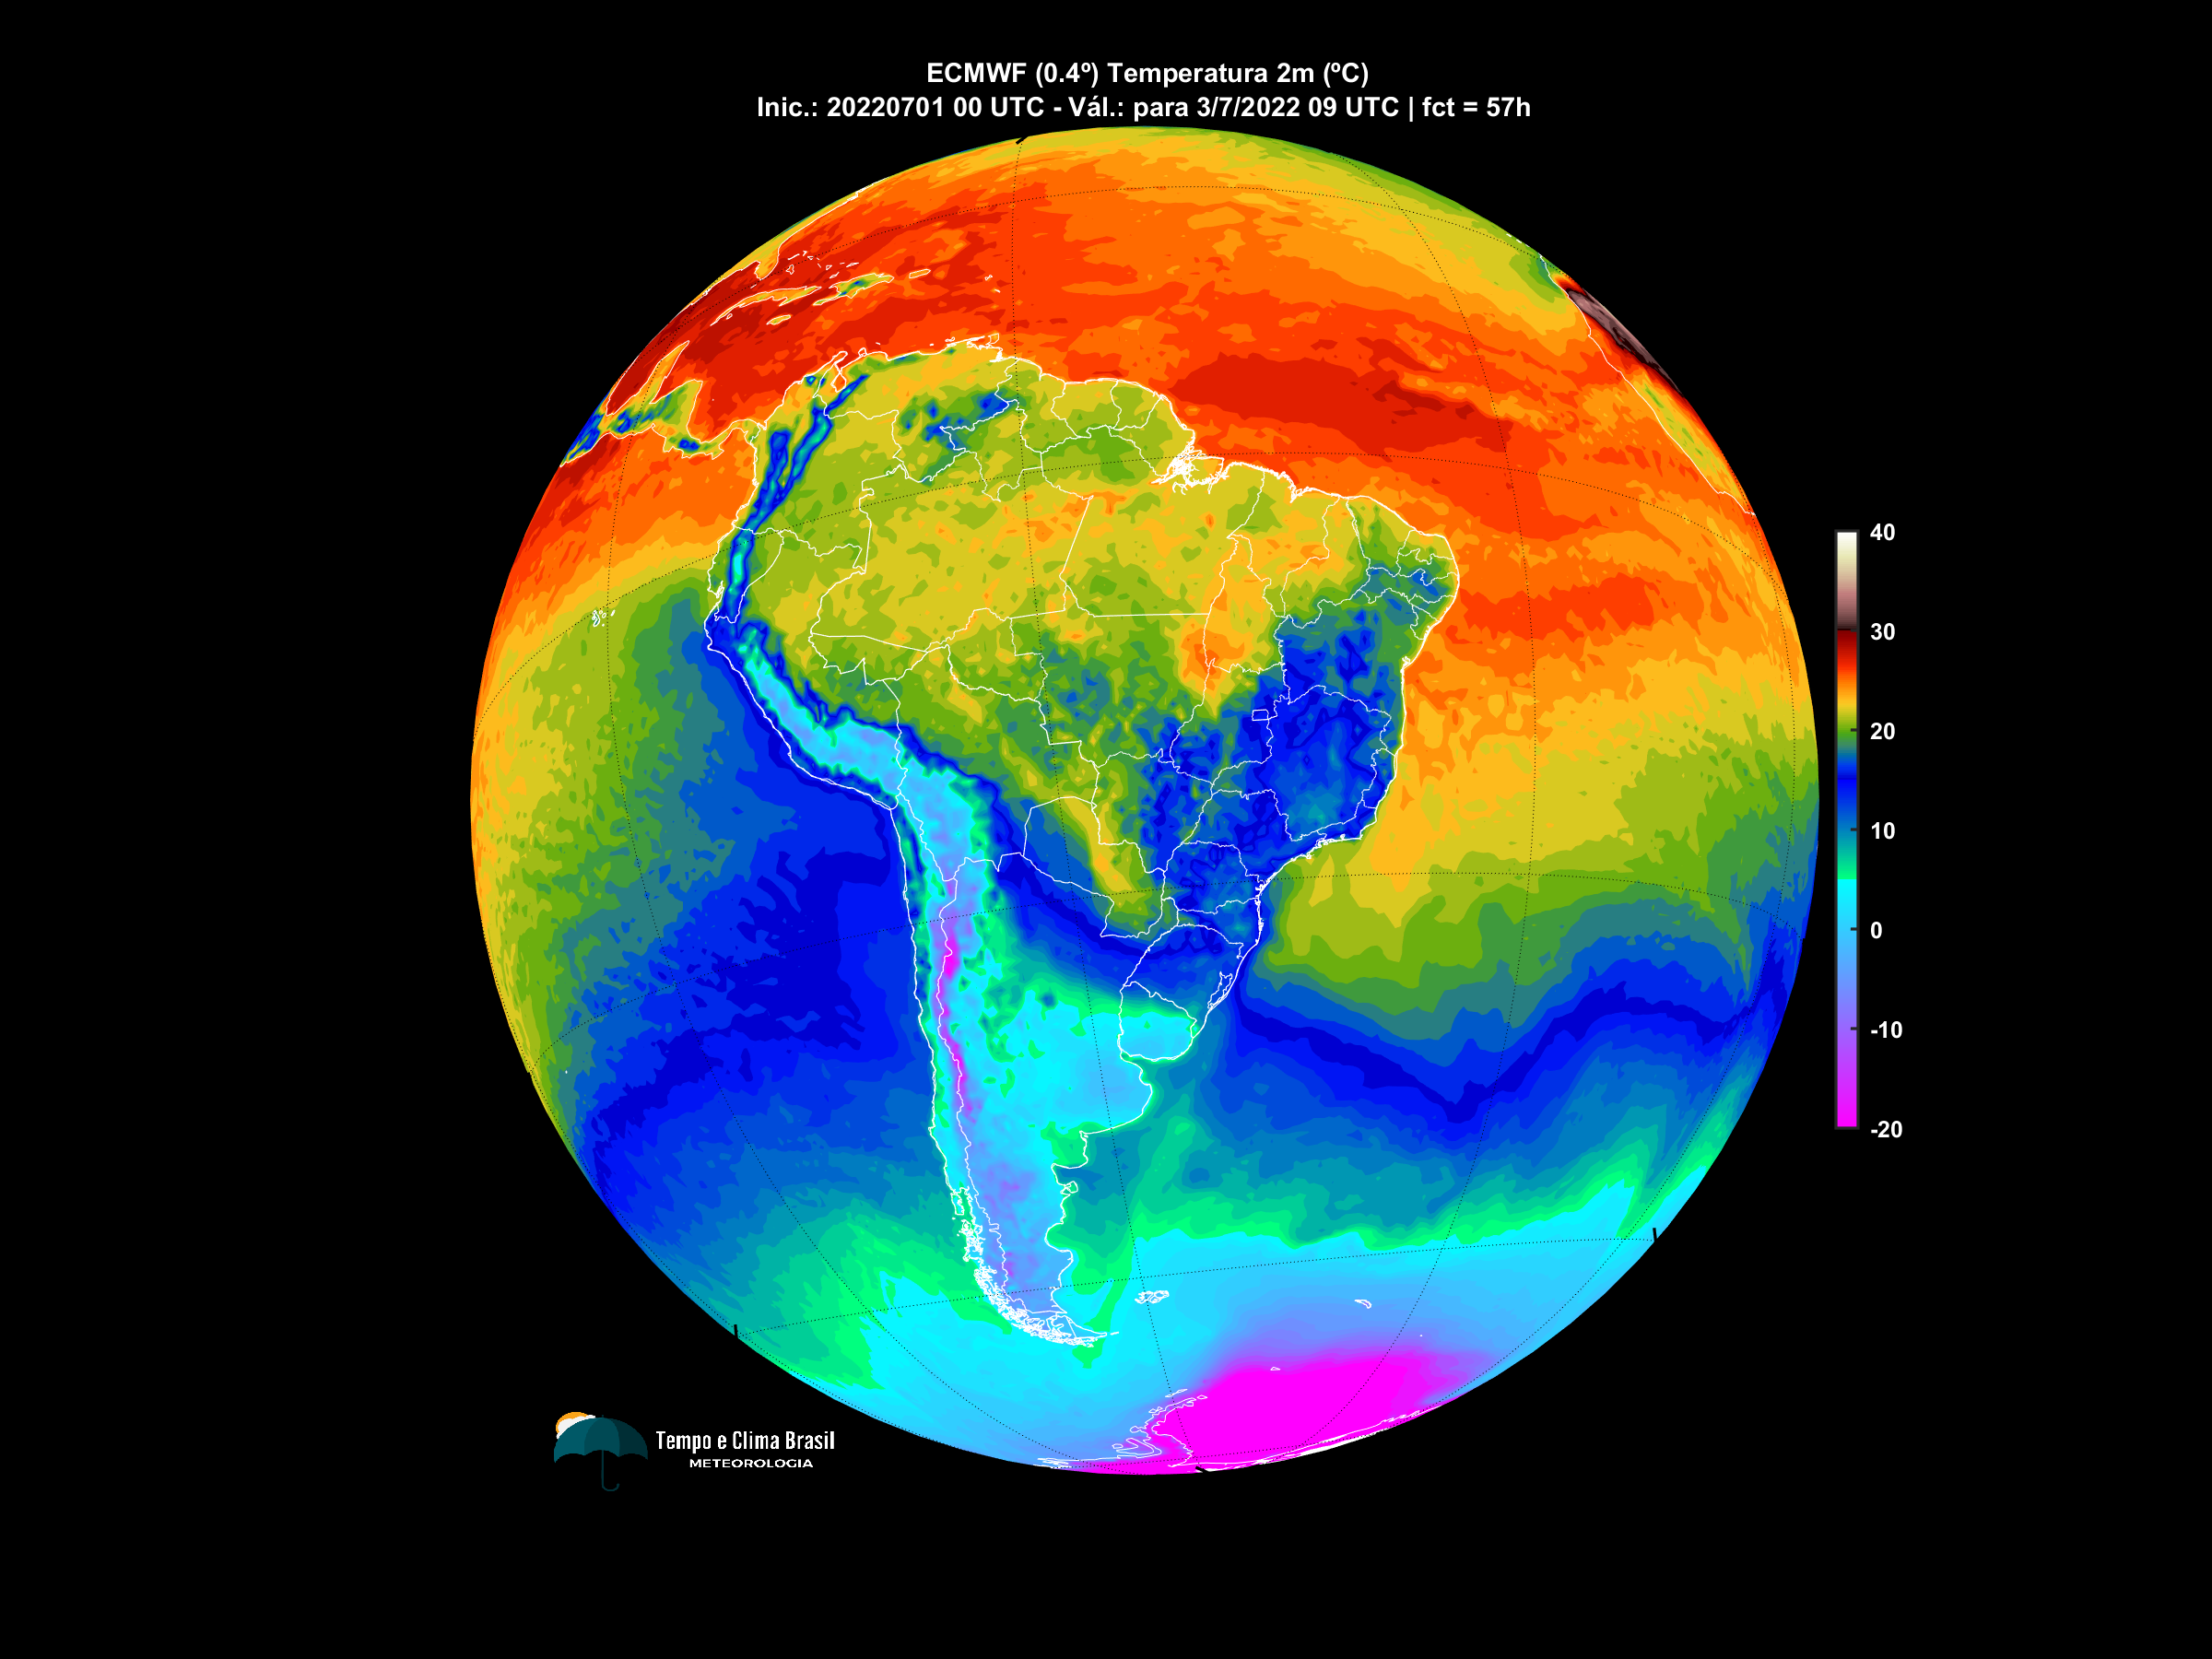 ECMWF (0.4º) Temperatura 2m (ºC)
Inic.: 20220701 00 UTC - Vál.: para 3/7/2022 09 UTC | fct = 57h
40
30
20
10
0
-10
-20
Tempo e Clima Brasil
METEOROLOGIA